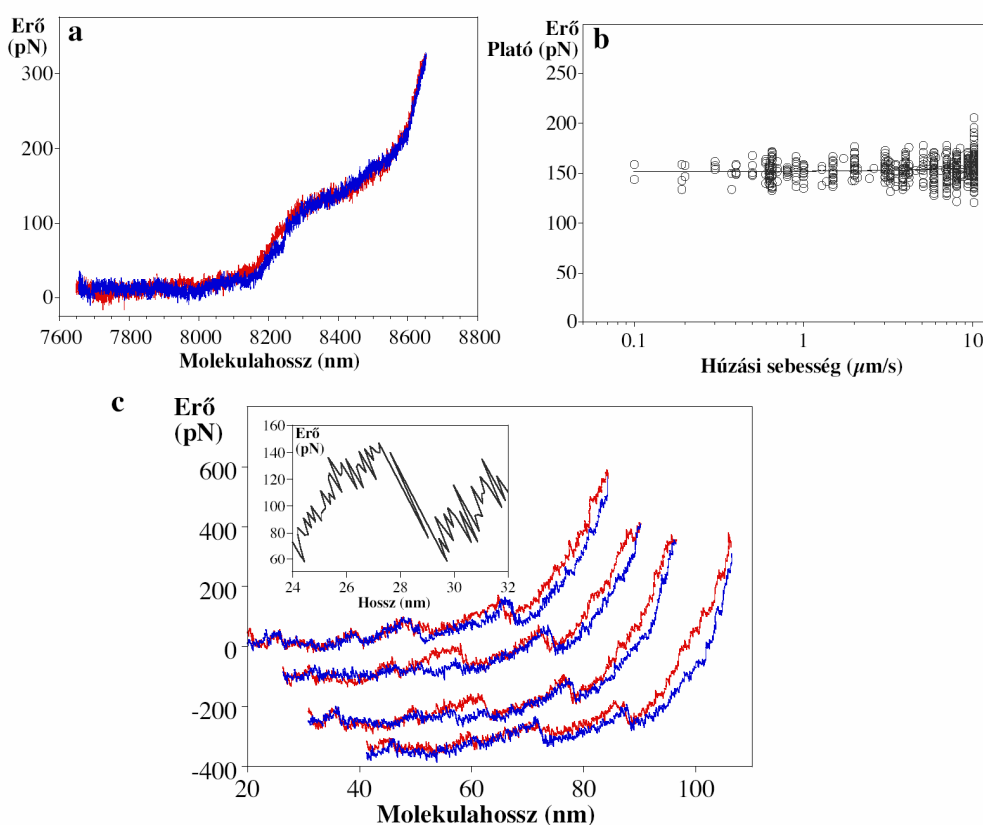 a
Erő
(pN)
300
200
100
0
7600 7800 8000 8200 8400 8600 8800
Molekulahossz (nm)
b
Erő
Plató (pN)
250
200
150
100
50
0
0.1 1 10
Húzási sebesség (µm/s)
c
Erő
(pN)
600
400
200
0
-200
-400
20 40 60 80 100
Molekulahossz (nm)
Erő
(pN)
160
140
120
100
80
60
24 26 28 30 32
Hossz (nm)